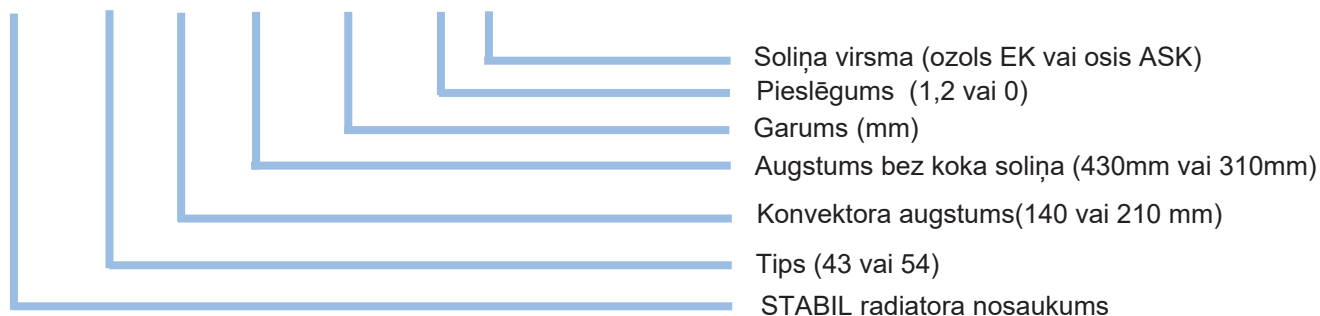 Soliņa virsma (ozols EK vai osis ASK)
Pieslēgums  (1,2 vai 0)
Garums (mm)
Augstums bez koka soliņa (430mm vai 310mm)
Konvektora augstums(140 vai 210 mm)
Tips (43 vai 54)
STABIL radiatora nosaukums